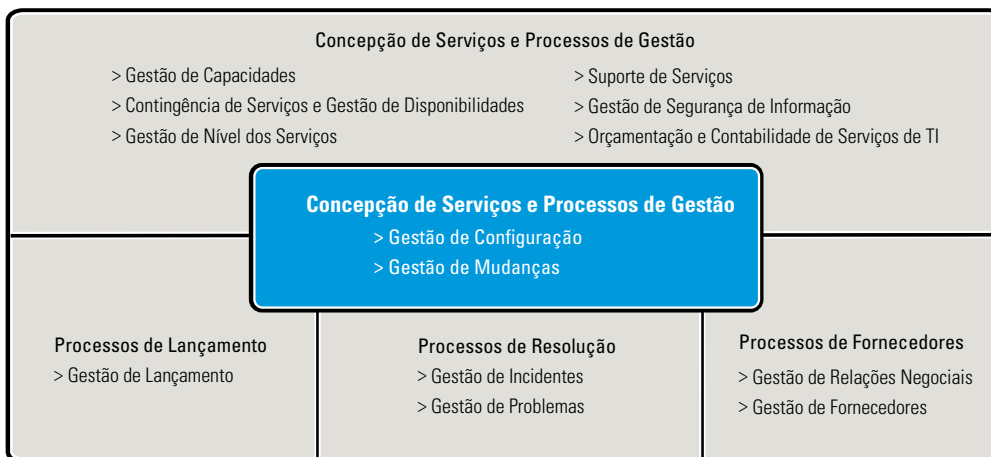 Concepção de Serviços e Processos de Gestão
> Gestão de Capacidades
> Contingência de Serviços e Gestão de Disponibilidades
> Gestão de Nível dos Serviços
> Suporte de Serviços
> Gestão de Segurança de Informação
> Orçamentação e Contabilidade de Serviços de TI
Concepção de Serviços e Processos de Gestão
> Gestão de Configuração
> Gestão de Mudanças
Processos de Lançamento
> Gestão de Lançamento
Processos de Resolução
> Gestão de Incidentes
> Gestão de Problemas
Processos de Fornecedores
> Gestão de Relações Negociais
> Gestão de Fornecedores